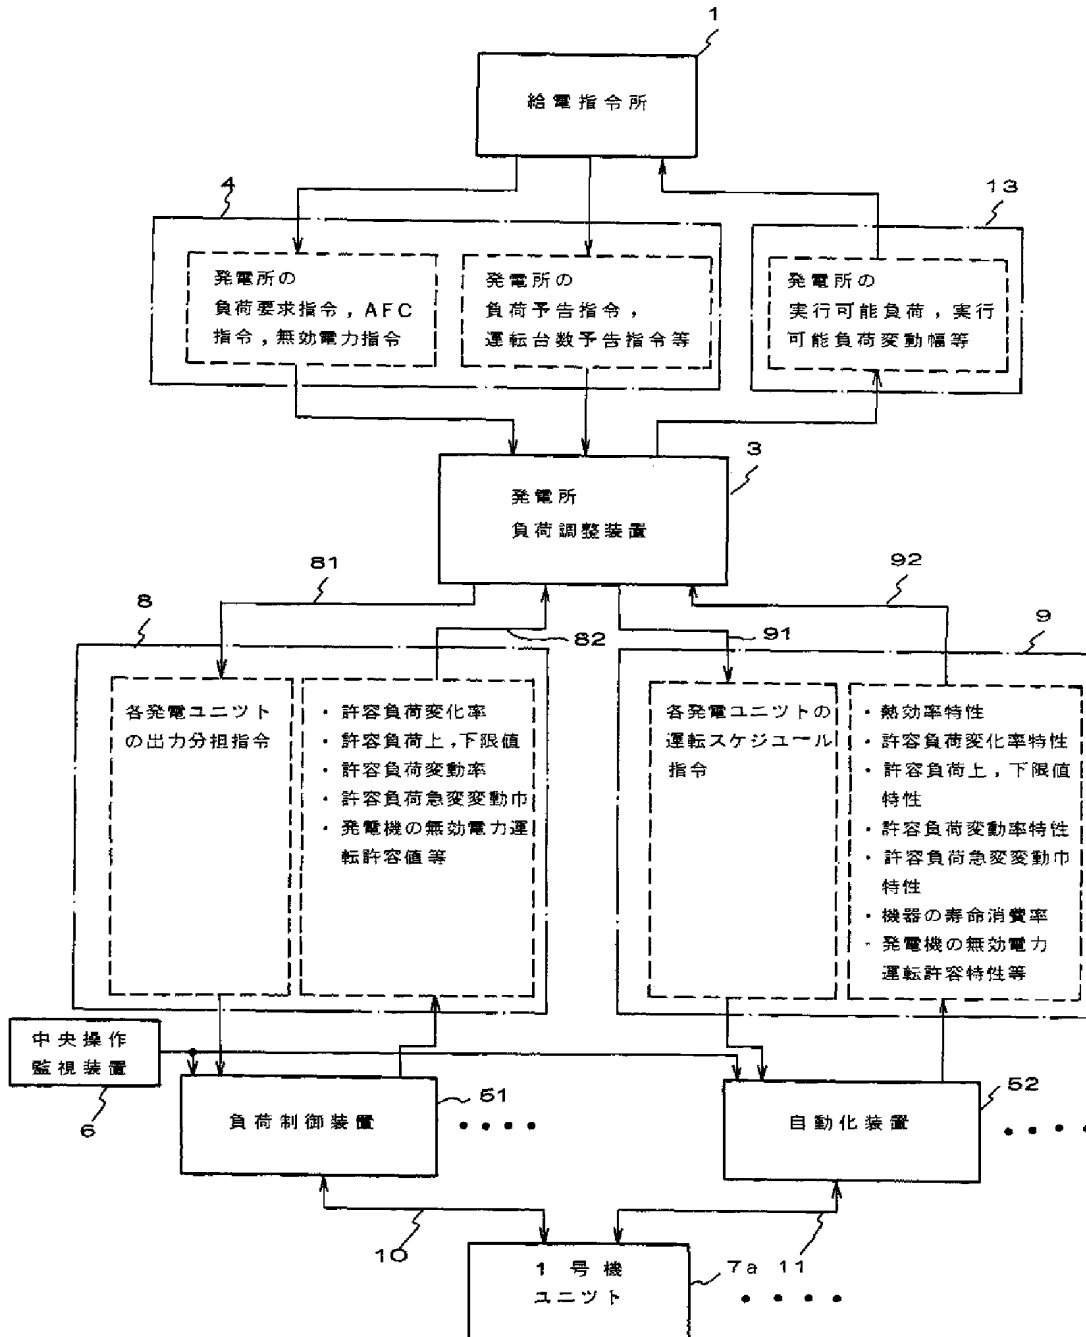 1
給電指令所
4
13
発電所の
負荷要求指令，AFC
指令，無効電力指令
発電所の
負荷予告指令，
運転台数予告指令等
発電所の
実行可能負荷，実行
可能負荷変動幅等
3
発電所
負荷調整装置
81
92
8
82
91
9
各発電ユニツト
の出力分担指令
・許容負荷変化率
・許容負荷上，下限値
・許容負荷変動率
・許容負荷急変変動巾
・発電機の無効電力運
転許容値等
各発電ユニツトの
運転スケジユール
指令
・熱効率特性
・許容負荷変化率特性
・許容負荷上，下限値
特性
・許容負荷変動率特性
・許容負荷急変変動巾
特性
・機器の寿命消費率
・発電機の無効電力
運転許容特性等
中央操作
監視装置
6
負荷制御装置
51
自動化装置
52
10
11
1号機
ユニツト
7a